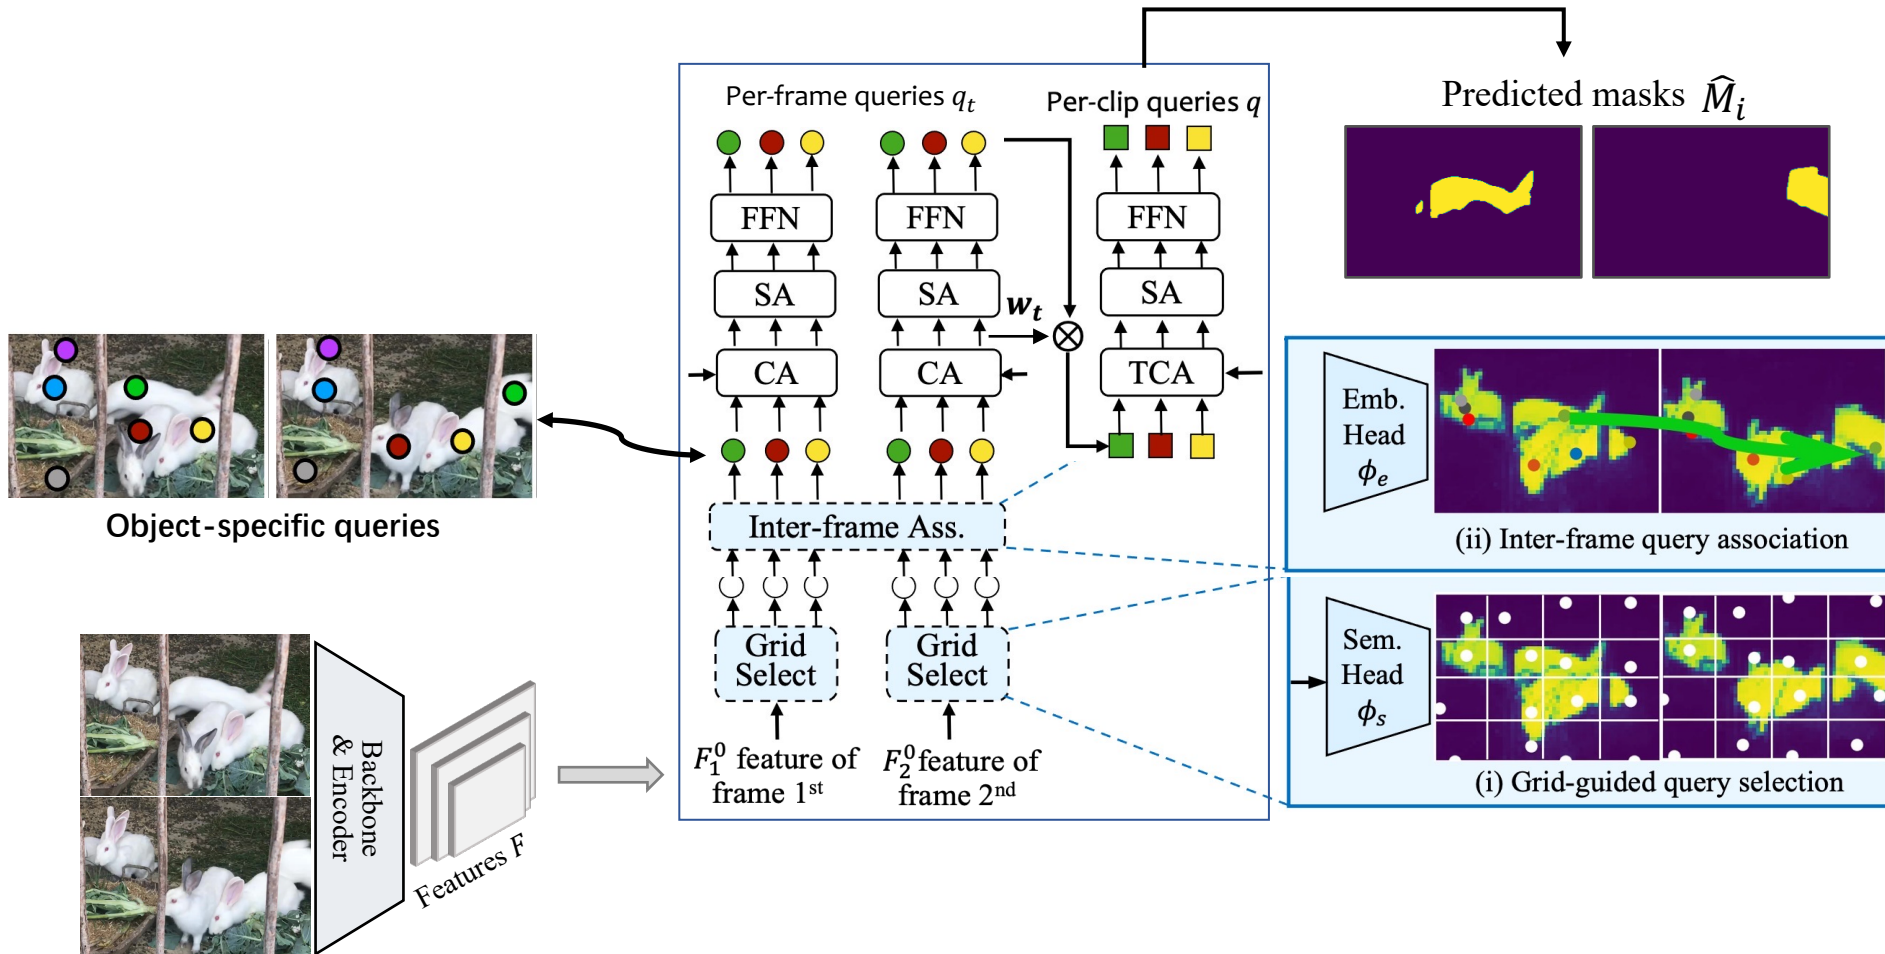 Per-frame queries q_t
Per-clip queries q
FFN
FFN
FFN
SA
SA
SA
w_t
CA
CA
TCA
Inter-frame Ass.
Grid
Select
Grid
Select
F_1^0 feature of
frame 1st
F_2^0 feature of
frame 2nd
Object-specific queries
Backbone
& Encoder
Features F
Predicted masks M̂_i
Emb.
Head
ϕ_e
(ii) Inter-frame query association
Sem.
Head
ϕ_s
(i) Grid-guided query selection